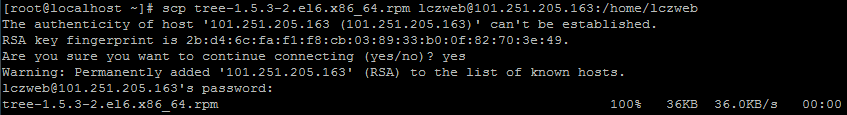 [root@localhost ~]# scp tree-1.5.3-2.el6.x86_64.rpm lczweb@101.251.205.163:/home/lczweb
The authenticity of host '101.251.205.163 (101.251.205.163)' can't be established.
RSA key fingerprint is 2b:d4:6c:fa:f1:f8:cb:03:89:33:b0:0f:82:70:3e:49.
Are you sure you want to continue connecting (yes/no)? yes
Warning: Permanently added '101.251.205.163' (RSA) to the list of known hosts.
lczweb@101.251.205.163's password:
tree-1.5.3-2.el6.x86_64.rpm 100% 36KB 36.0KB/s 00:00